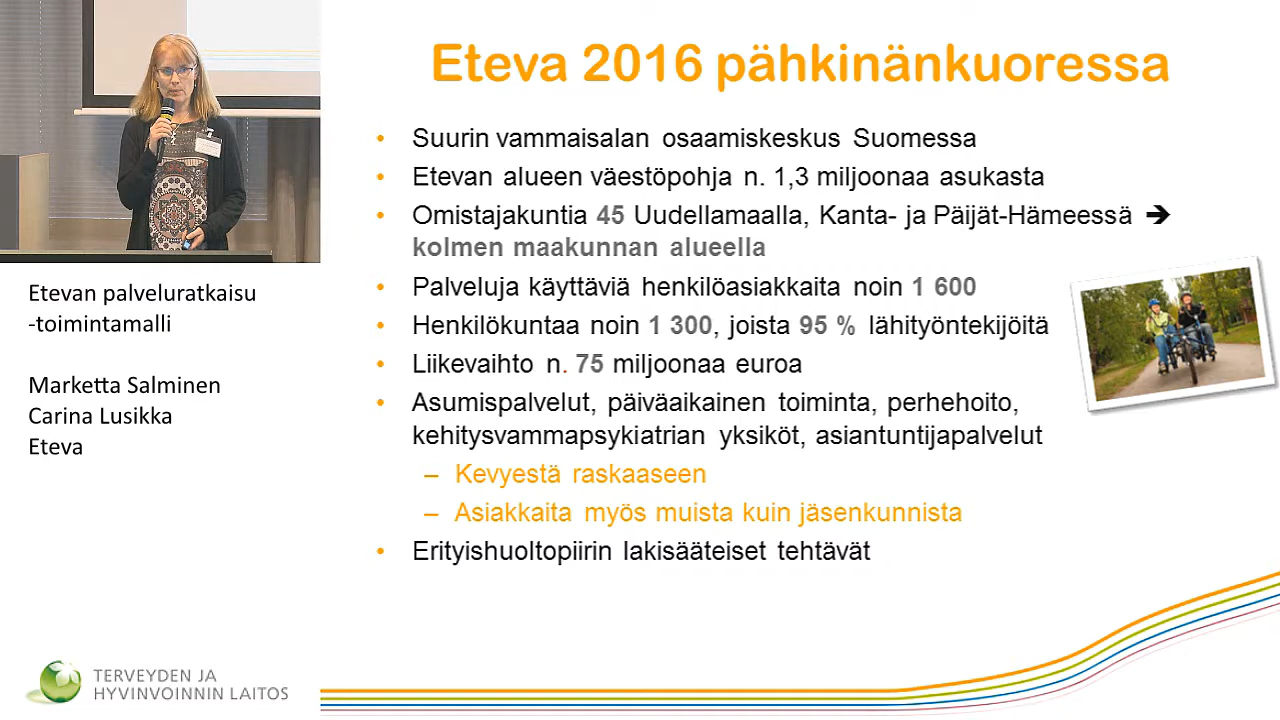 Eteva 2016 pähkinänkuoressa
• Suurin vammaisalan osaamiskeskus Suomessa
• Etevan alueen väestöpohja n. 1,3 miljoonaa asukasta
• Omistajakuntia 45 Uudellamaalla, Kanta- ja Päijät-Hämeessä ➔
kolmen maakunnan alueella
• Palveluja käyttäviä henkilöasiakkaita noin 1 600
• Henkilökuntaa noin 1 300, joista 95 % lähityöntekijöitä
• Liikevaihto n. 75 miljoonaa euroa
• Asumispalvelut, päiväaikainen toiminta, perhehoito,
kehitysvammapsykiatrian yksiköt, asiantuntijapalvelut
– Kevyestä raskaaseen
– Asiakkaita myös muista kuin jäsenkunnista
• Erityishuoltopiirin lakisääteiset tehtävät
Etevan palveluratkaisu
-toimintamalli
Marketta Salminen
Carina Lusikka
Eteva
TERVEYDEN JA
HYVINVOINNIN LAITOS